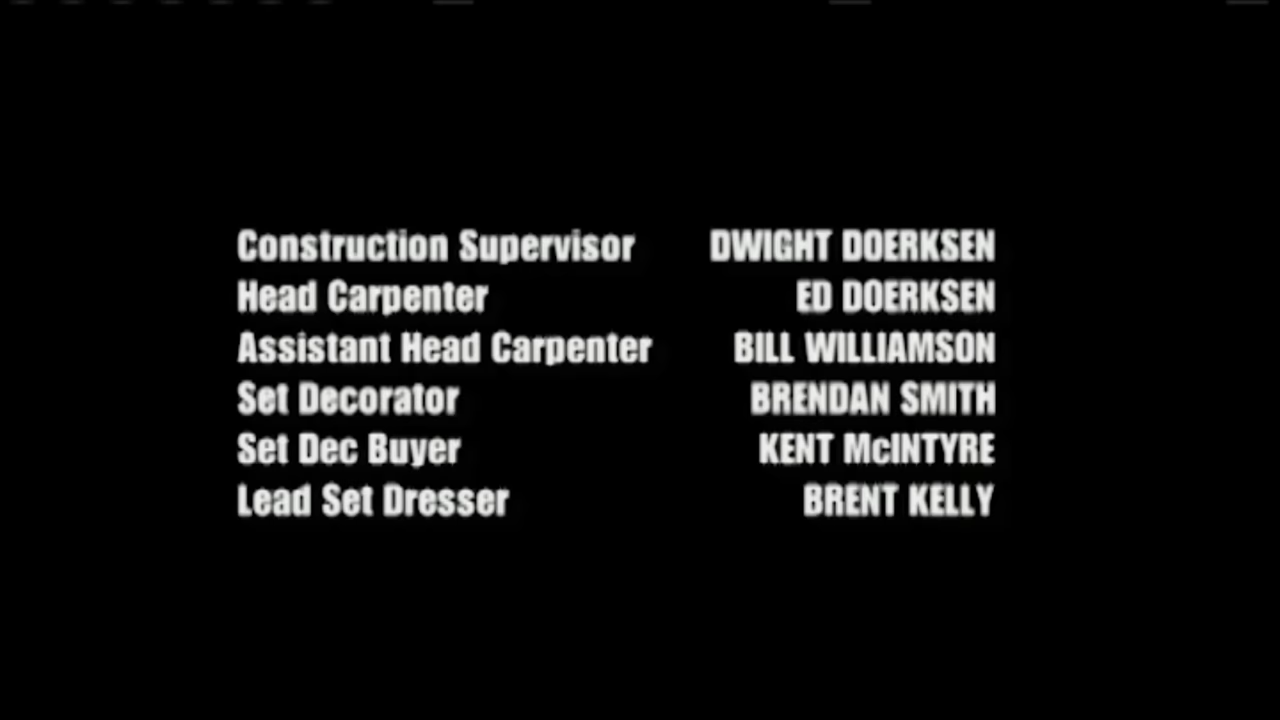 Construction Supervisor DWIGHT DOERKSEN
Head Carpenter ED DOERKSEN
Assistant Head Carpenter BILL WILLIAMSON
Set Decorator BRENDAN SMITH
Set Dec Buyer KENT McINTYRE
Lead Set Dresser BRENT KELLY